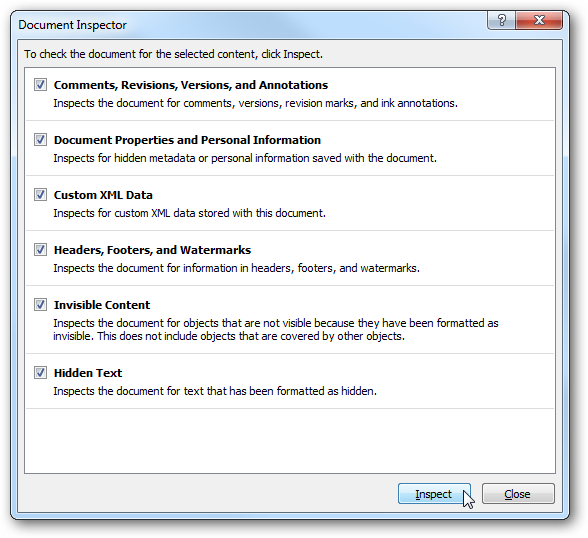 Document Inspector
To check the document for the selected content, click Inspect.
Comments, Revisions, Versions, and Annotations
Inspects the document for comments, versions, revision marks, and ink annotations.
Document Properties and Personal Information
Inspects for hidden metadata or personal information saved with the document.
Custom XML Data
Inspects for custom XML data stored with this document.
Headers, Footers, and Watermarks
Inspects the document for information in headers, footers, and watermarks.
Invisible Content
Inspects the document for objects that are not visible because they have been formatted as
invisible. This does not include objects that are covered by other objects.
Hidden Text
Inspects the document for text that has been formatted as hidden.
Inspect
Close